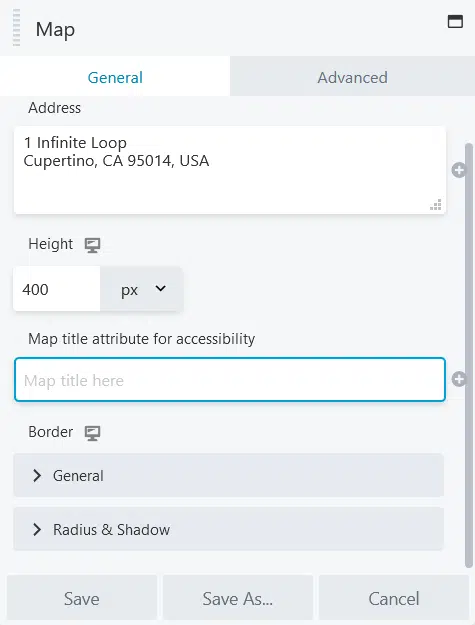 Map
General
Advanced
Address
1 Infinite Loop
Cupertino, CA 95014, USA
Height
400
px
Map title attribute for accessibility
Map title here
Border
General
Radius & Shadow
Save
Save As...
Cancel